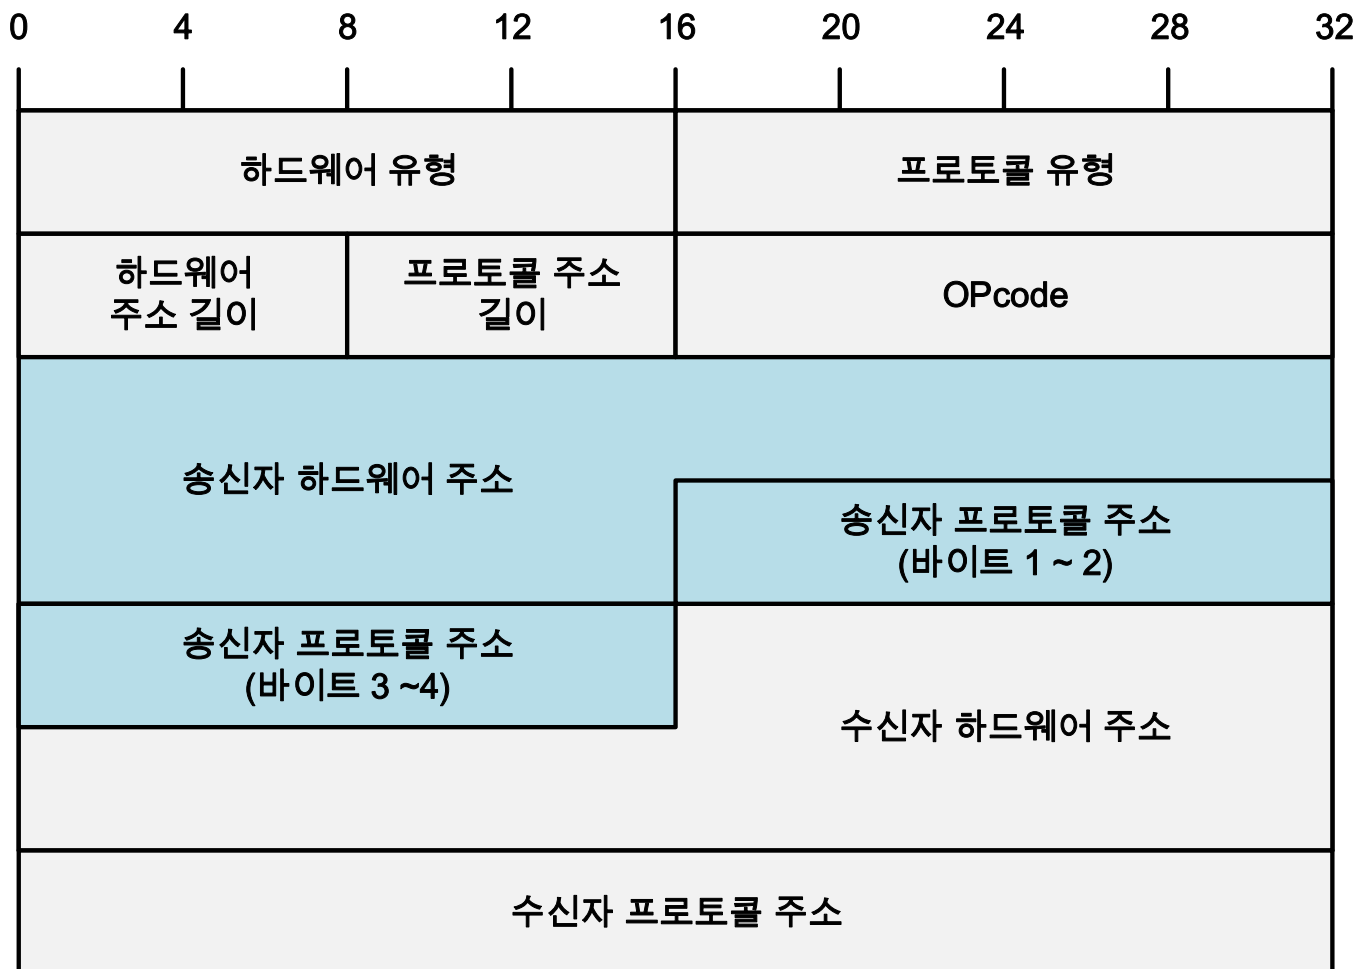 0 4 8 12 16 20 24 28 32
하드웨어 유형
프로토콜 유형
하드웨어
주소 길이
프로토콜 주소
길이
OPcode
송신자 하드웨어 주소
송신자 프로토콜 주소
(바이트 1 ~ 2)
송신자 프로토콜 주소
(바이트 3 ~4)
수신자 하드웨어 주소
수신자 프로토콜 주소